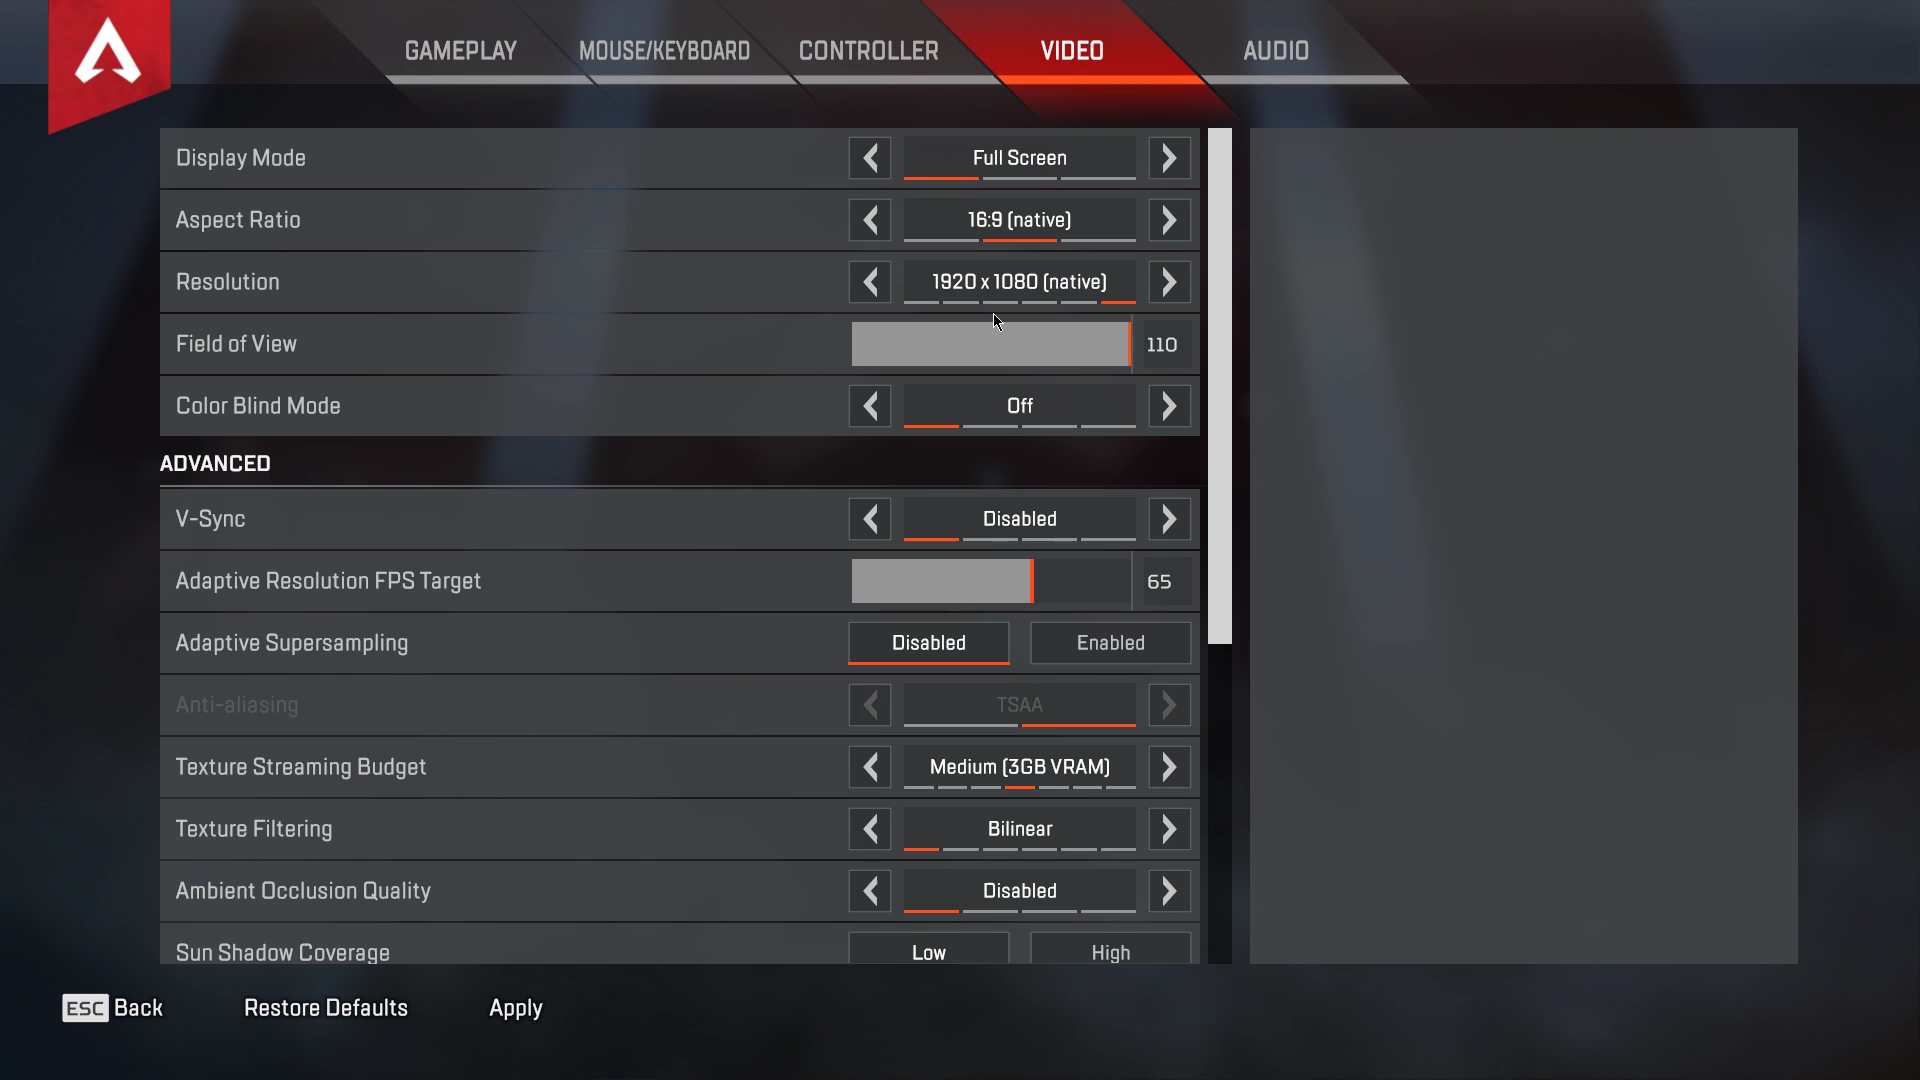 GAMEPLAY MOUSE/KEYBOARD CONTROLLER VIDEO AUDIO
Display Mode Full Screen
Aspect Ratio 16:9 (native)
Resolution 1920 x 1080 (native)
Field of View 110
Color Blind Mode Off
ADVANCED
V-Sync Disabled
Adaptive Resolution FPS Target 65
Adaptive Supersampling Disabled Enabled
Anti-aliasing TSAA
Texture Streaming Budget Medium (3GB VRAM)
Texture Filtering Bilinear
Ambient Occlusion Quality Disabled
Sun Shadow Coverage Low High
ESC Back Restore Defaults Apply